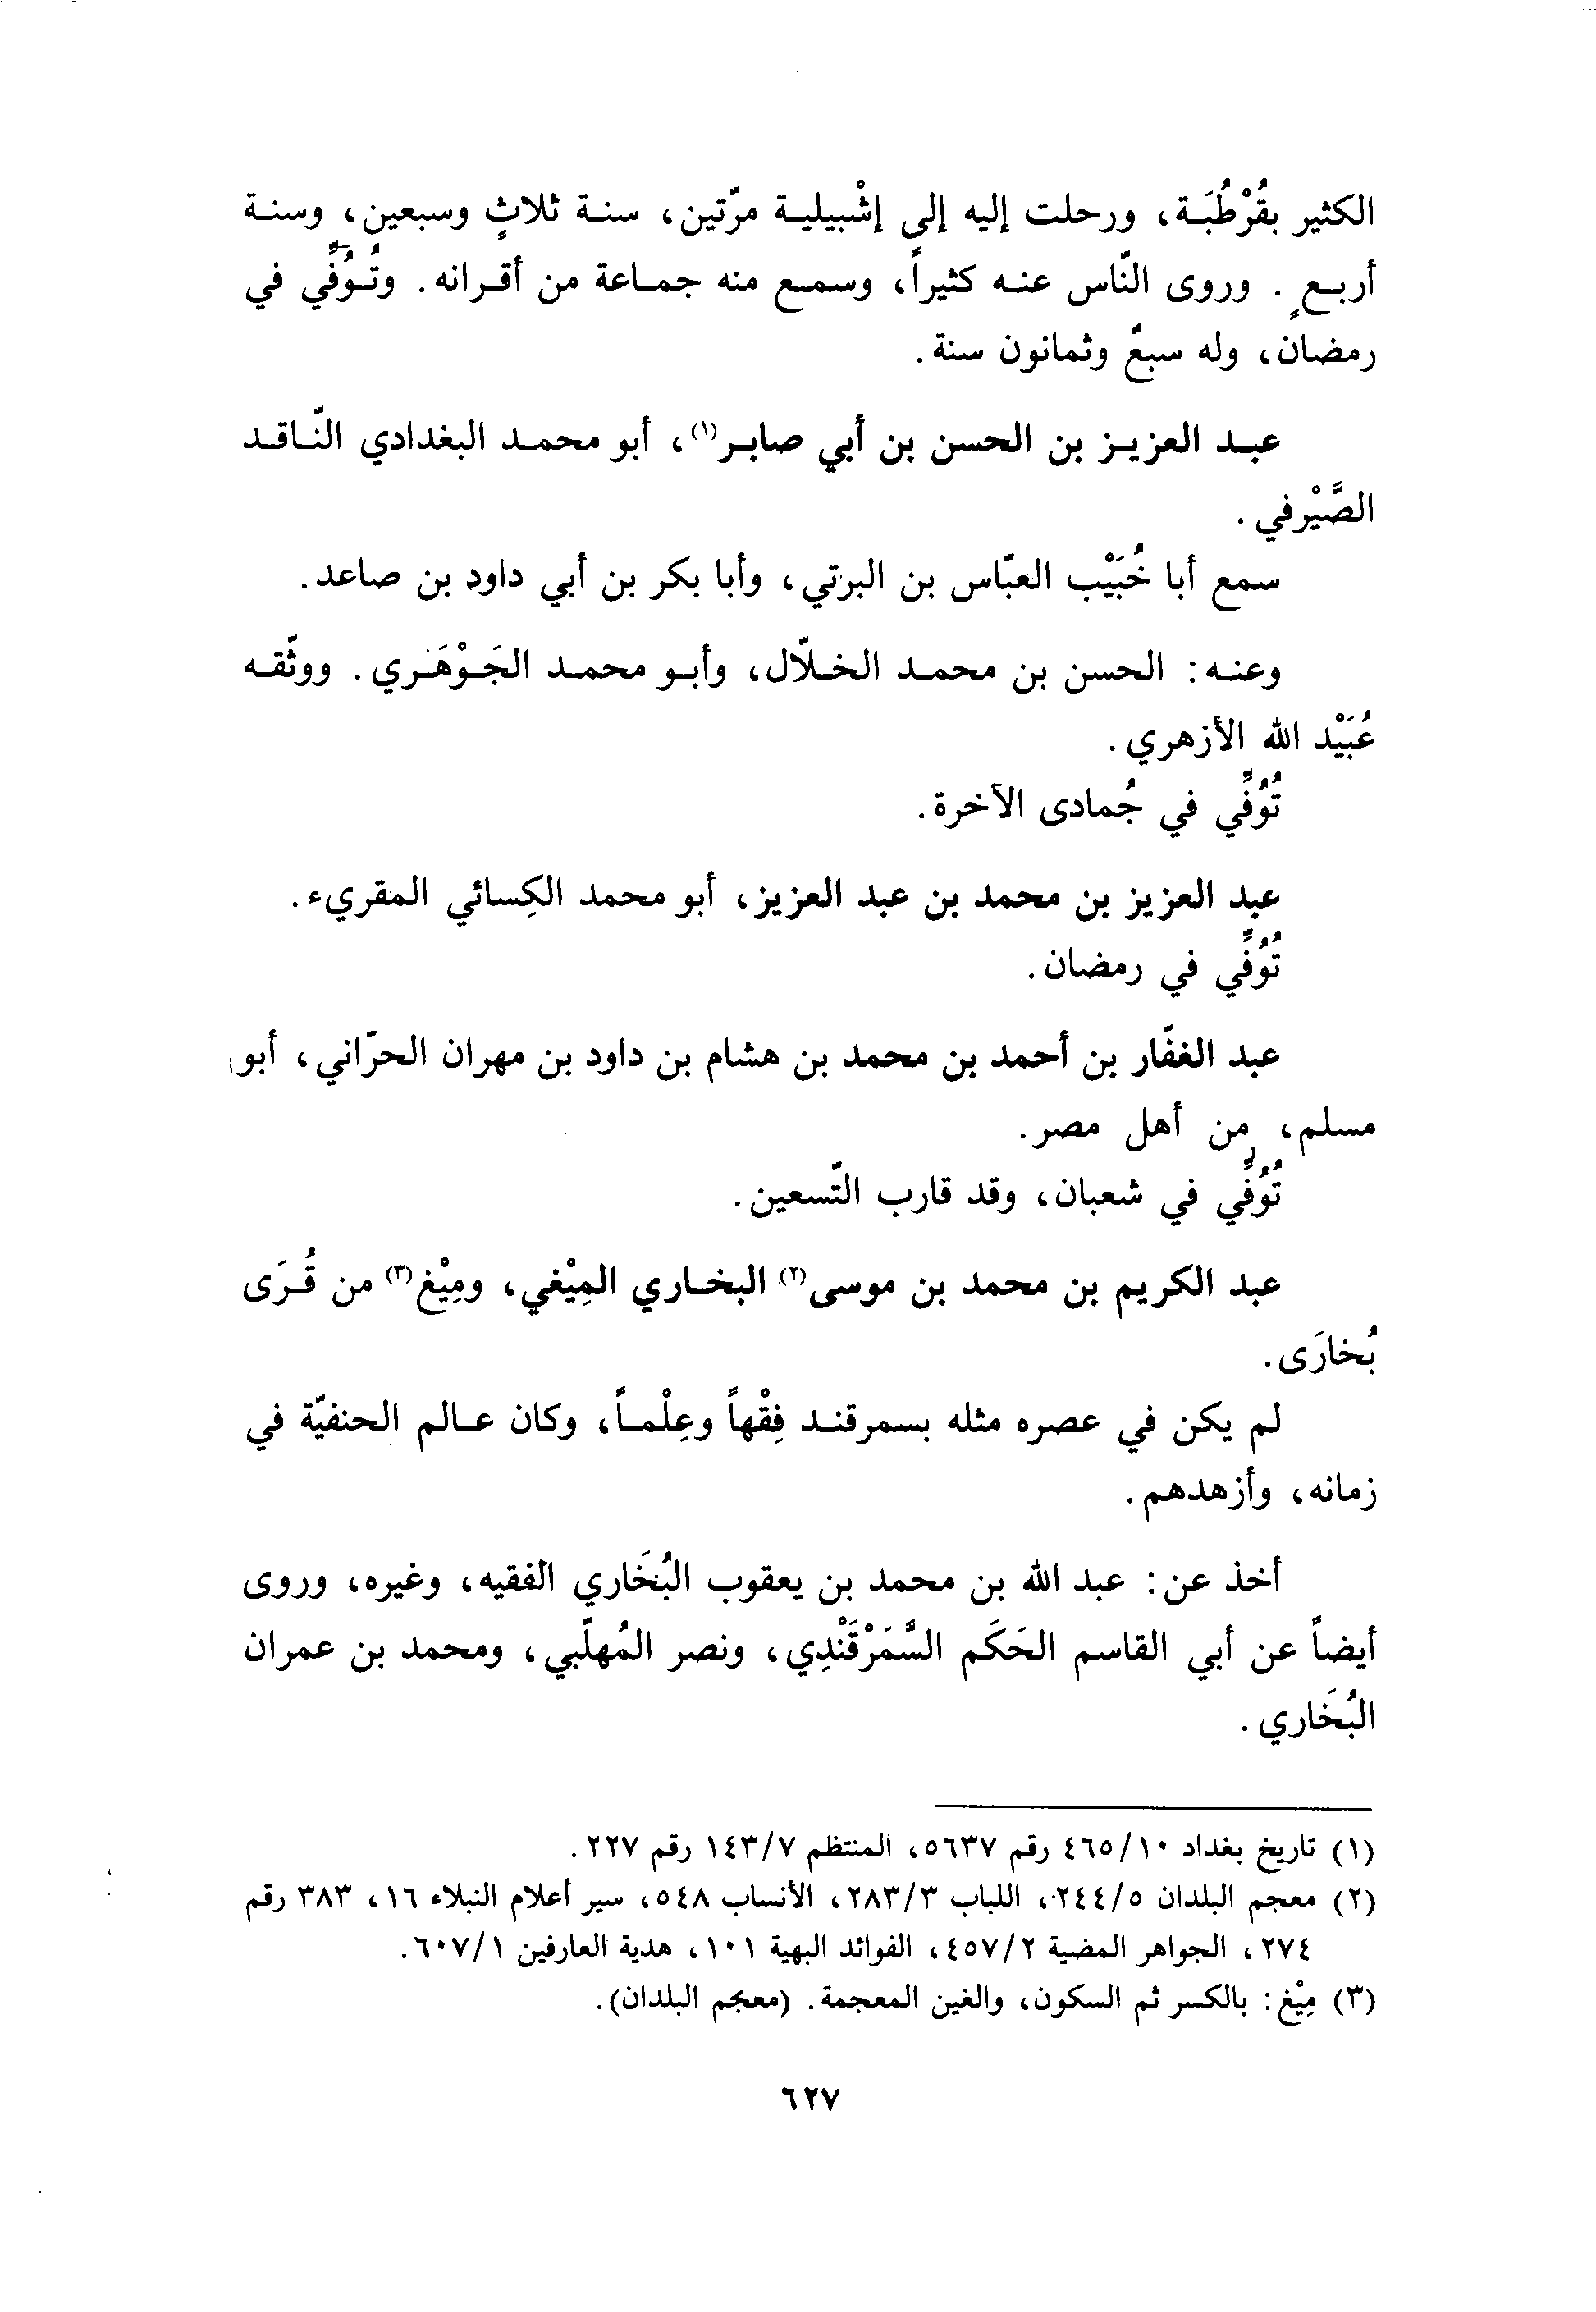 الكثير بقُرْطُبَة، ورحلت إليه إلى إشْبيلية مرّتين، سنة ثلاثٍ وسبعين، وسنة
أربعٍ. وروى النّاس عنه كثيراً، وسمع منه جماعة من أقرانه. وتُوُفِّي في
رمضان، وله سبعٌ وثمانون سنة.
عبد العزيز بن الحسن بن أبي صابر(١)، أبو محمد البغدادي النّاقد
الصَّيْرفي.
سمع أبا خُبَيْب العبّاس بن البرتي، وأبا بكر بن أبي داود بن صاعد.
وعنه: الحسن بن محمد الخلّال، وأبو محمد الجَوْهَري. ووثّقه
عُبَيْد الله الأزهري.
تُوُفِّي في جُمادى الآخرة.
عبد العزيز بن محمد بن عبد العزيز، أبو محمد الكِسائي المقريء.
تُوُفِّي في رمضان.
عبد الغفّار بن أحمد بن محمد بن هشام بن داود بن مهران الحرّاني، أبو
مسلم، من أهل مصر.
تُوُفِّي في شعبان، وقد قارب التّسعين.
عبد الكريم بن محمد بن موسى(٢) البخاري المِيْغي، ومِيْغ(٣) من قُرَى
بُخارَى.
لم يكن في عصره مثله بسمرقند فِقْهاً وعِلْماً، وكان عالم الحنفيّة في
زمانه، وأزهدهم.
أخذ عن: عبد الله بن محمد بن يعقوب البُخَاري الفقيه، وغيره، وروى
أيضاً عن أبي القاسم الحَكَم السَّمَرْقَنْدِي، ونصر المُهلّبي، ومحمد بن عمران
البُخَاري.
(١) تاريخ بغداد ١٠/٤٦٥ رقم ٥٦٣٧، المنتظم ٧/١٤٣ رقم ٢٢٧.
(٢) معجم البلدان ٥/٢٤٤، اللباب ٣/٢٨٣، الأنساب ٥٤٨، سير أعلام النبلاء ١٦، ٣٨٣ رقم
٢٧٤، الجواهر المضية ٢/٤٥٧، الفوائد البهية ١٠١، هدية العارفين ١/٦٠٧.
(٣) مِيْغ: بالكسر ثم السكون، والغين المعجمة. (معجم البلدان).
٦٢٧